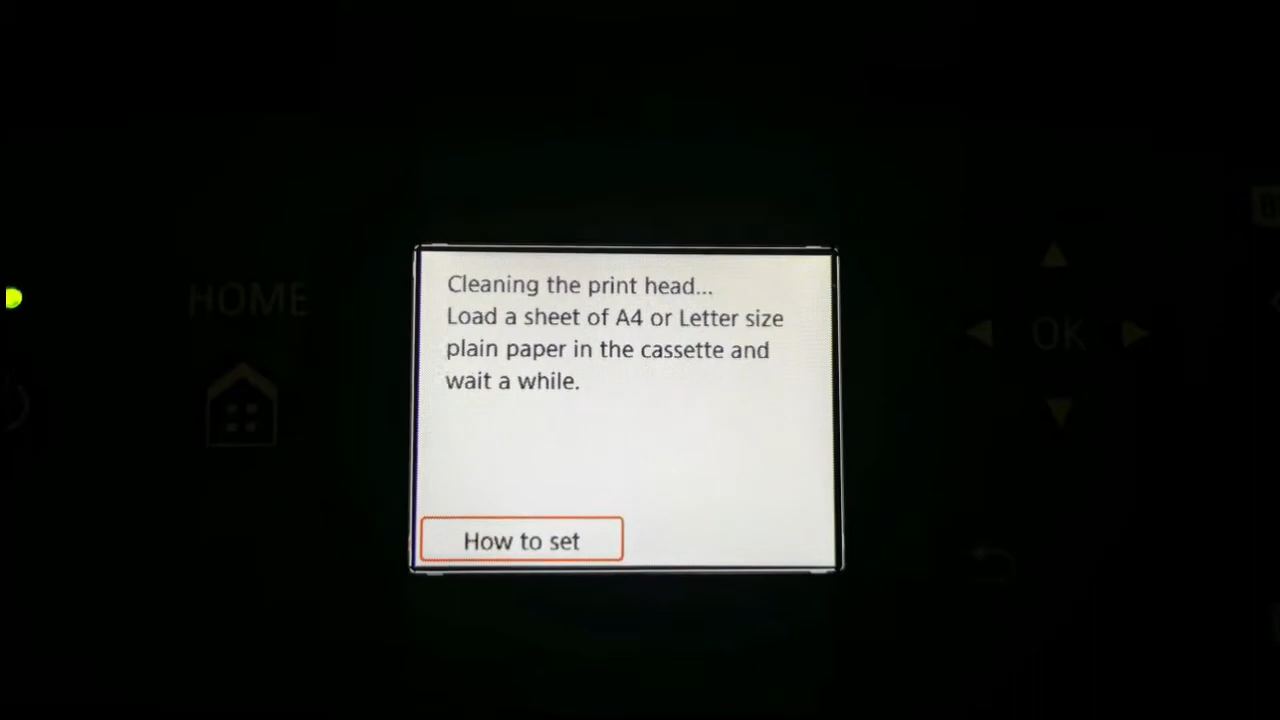 Cleaning the print head...
Load a sheet of A4 or Letter size
plain paper in the cassette and
wait a while.
How to set
HOME
OK